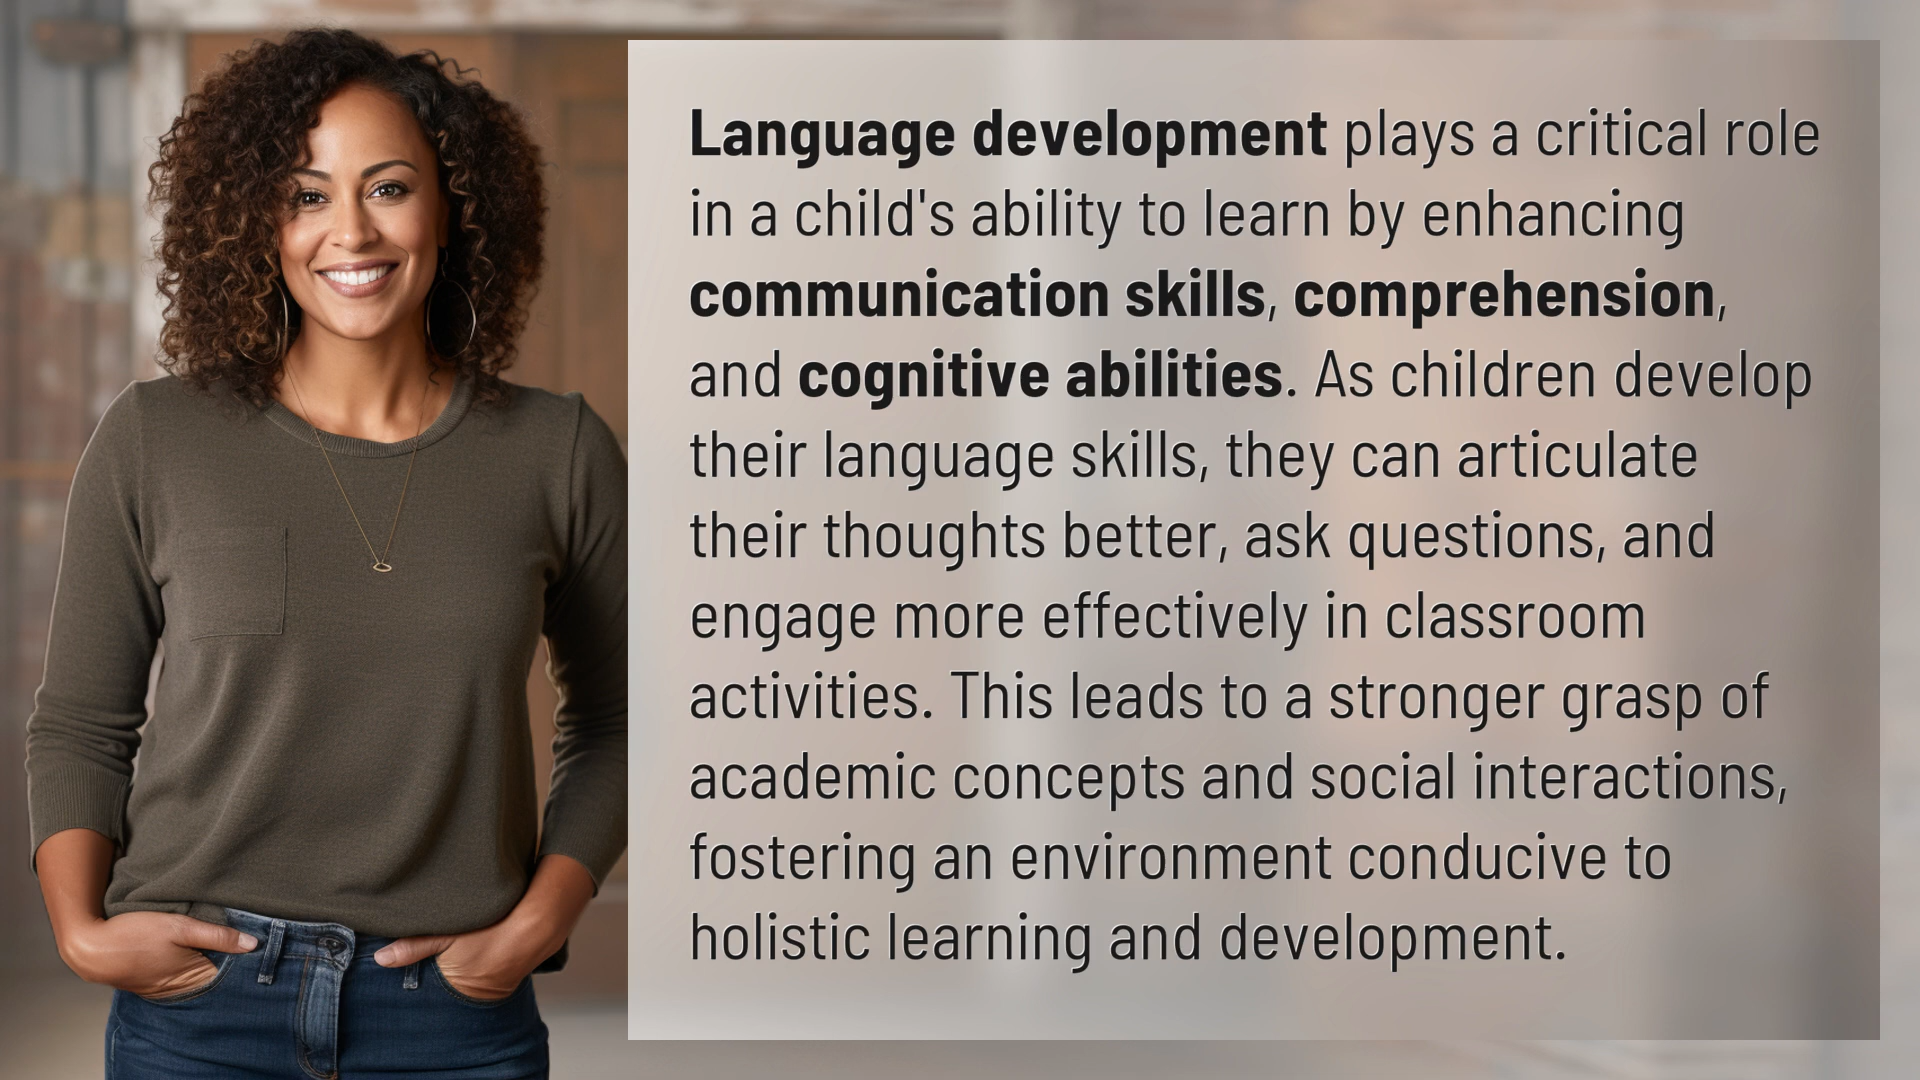 Language development plays a critical role
in a child's ability to learn by enhancing
communication skills, comprehension,
and cognitive abilities. As children develop
their language skills, they can articulate
their thoughts better, ask questions, and
engage more effectively in classroom
activities. This leads to a stronger grasp of
academic concepts and social interactions,
fostering an environment conducive to
holistic learning and development.